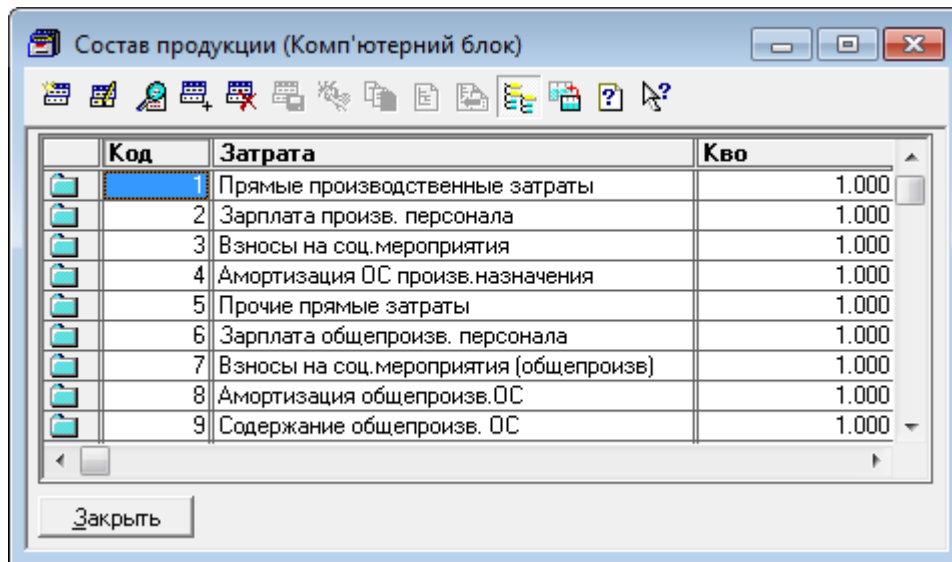 Состав продукции (Комп'ютерний блок)
Код Затрата Кво
1 Прямые производственные затраты 1.000
2 Зарплата произв. персонала 1.000
3 Взносы на соц.мероприятия 1.000
4 Амортизация ОС произв.назначения 1.000
5 Прочие прямые затраты 1.000
6 Зарплата общепроизв. персонала 1.000
7 Взносы на соц.мероприятия (общепроизв) 1.000
8 Амортизация общепроизв.ОС 1.000
9 Содержание общепроизв. ОС 1.000
Закрыть